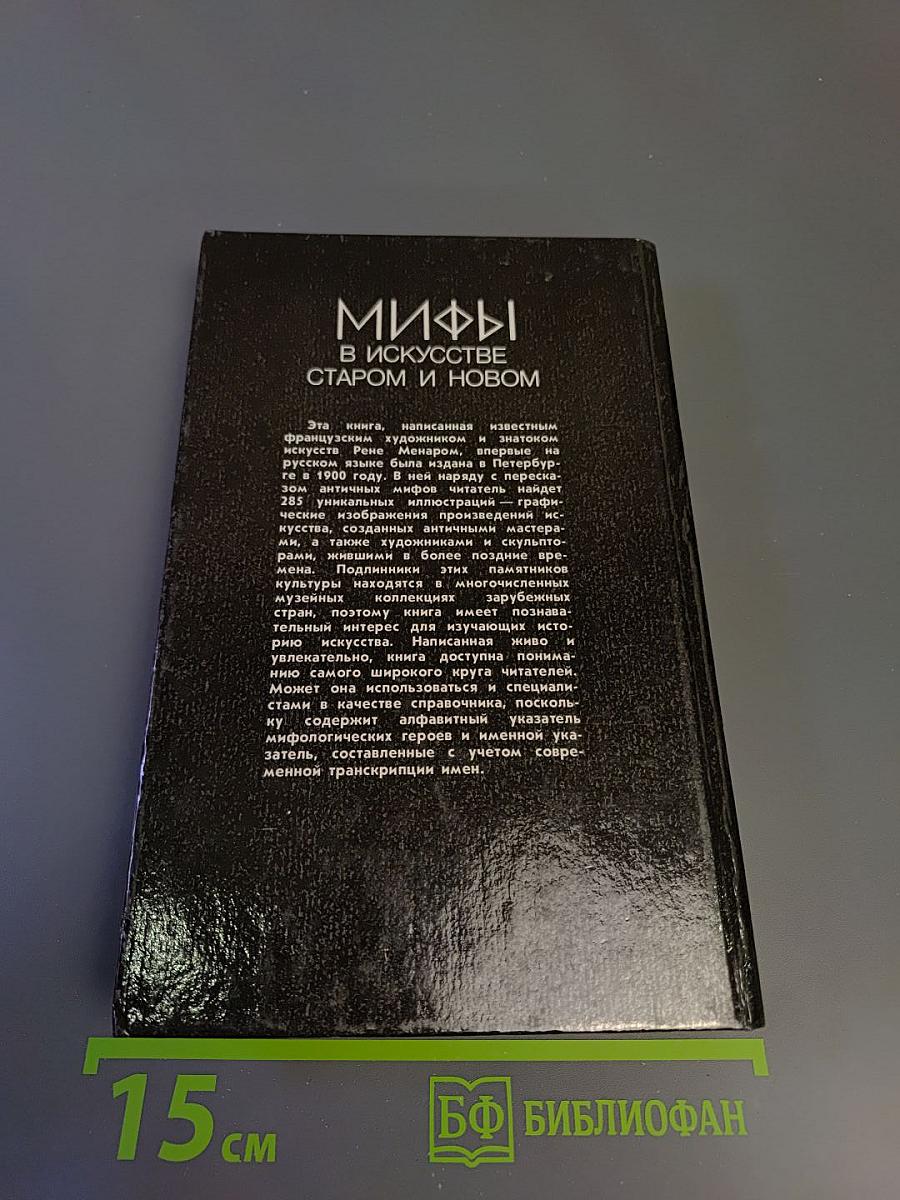 МИФЫ
В ИСКУССТВЕ
СТАРОМ И НОВОМ
Эта книга, написанная известным
французским художником и знатоком
искусств Рене Менаром, впервые на
русском языке была издана в Петербур-
ге в 1900 году. В ней наряду с переска-
зом античных мифов читатель найдет
285 уникальных иллюстраций — графи-
ческие изображения произведений ис-
кусства, созданных античными мастера-
ми, а также художниками и скульпто-
рами, жившими в более поздние вре-
мена. Подлинники этих памятников
культуры находятся в многочисленных
музейных коллекциях зарубежных
стран, поэтому книга имеет познава-
тельный интерес для изучающих исто-
рию искусства. Написанная живо и
увлекательно, книга доступна понима-
нию самого широкого круга читателей.
Может она использоваться и специали-
стами в качестве справочника, посколь-
ку содержит алфавитный указатель
мифологических героев и именной ука-
затель, составленные с учетом совре-
менной транскрипции имен.
15 см
БФ БИБЛИОФАН